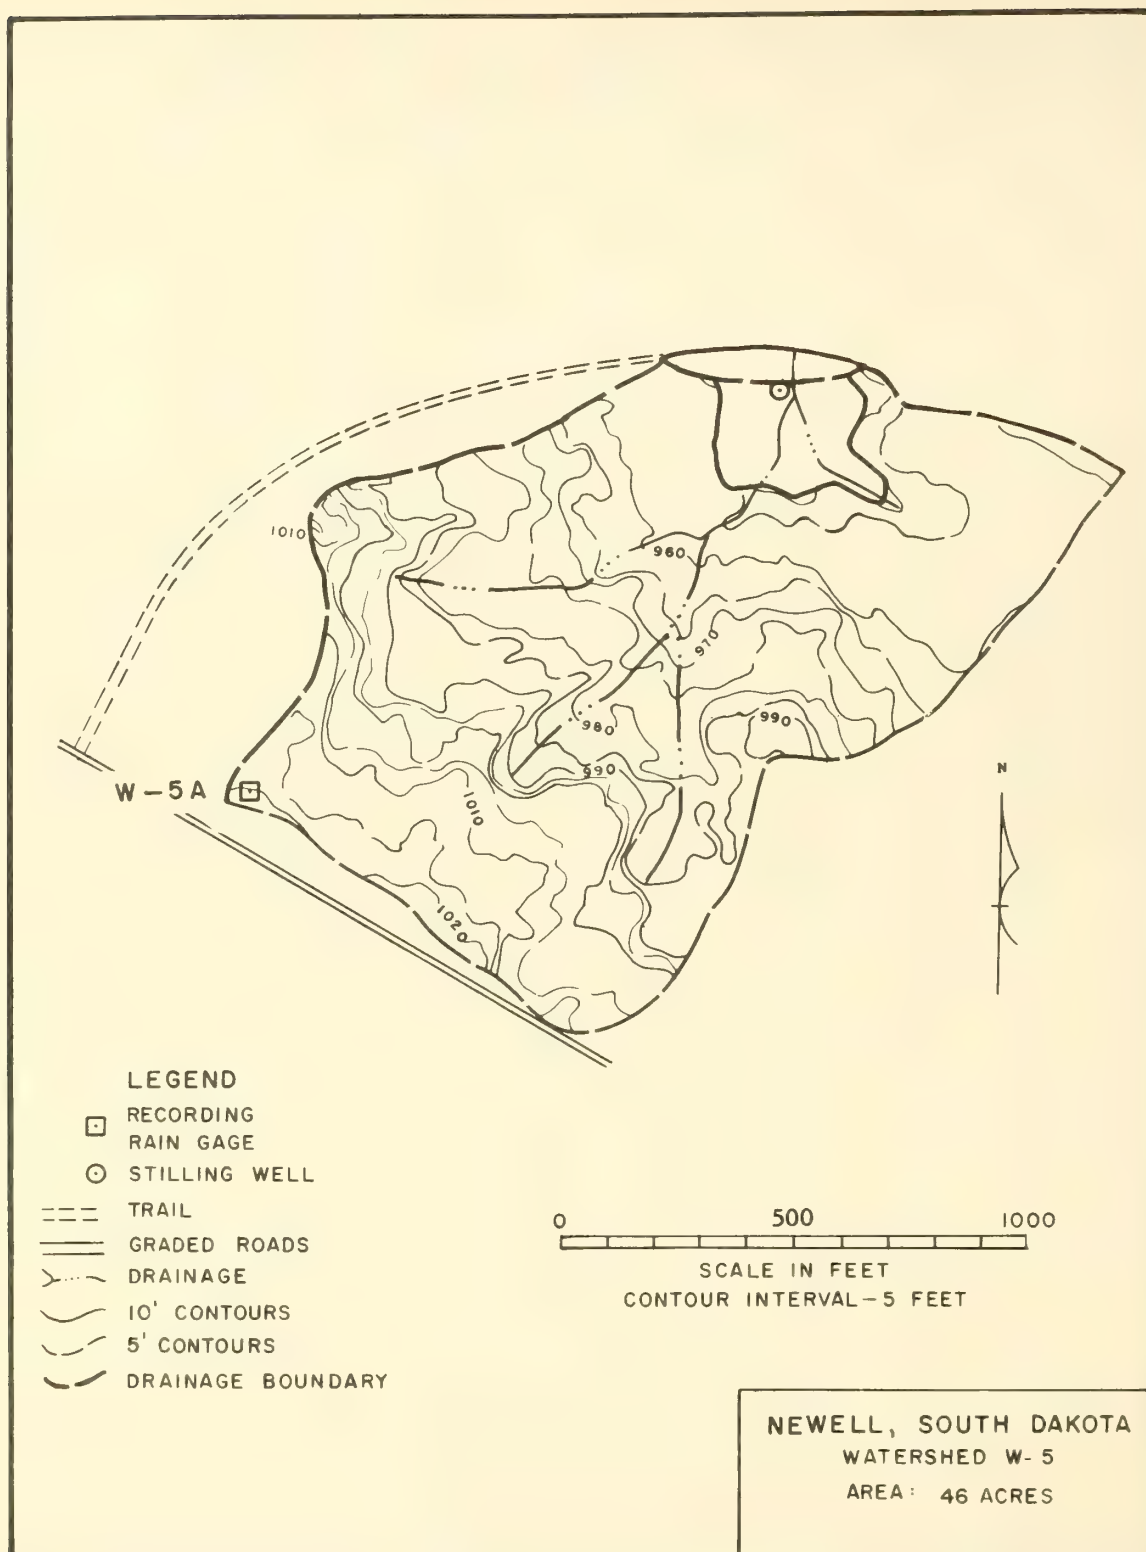 1010
960
970
980
990
990
N
W-5A
1010
1020
LEGEND
RECORDING
RAIN GAGE
STILLING WELL
TRAIL
GRADED ROADS
DRAINAGE
10' CONTOURS
5' CONTOURS
DRAINAGE BOUNDARY
0 500 1000
SCALE IN FEET
CONTOUR INTERVAL-5 FEET
NEWELL, SOUTH DAKOTA
WATERSHED W-5
AREA: 46 ACRES